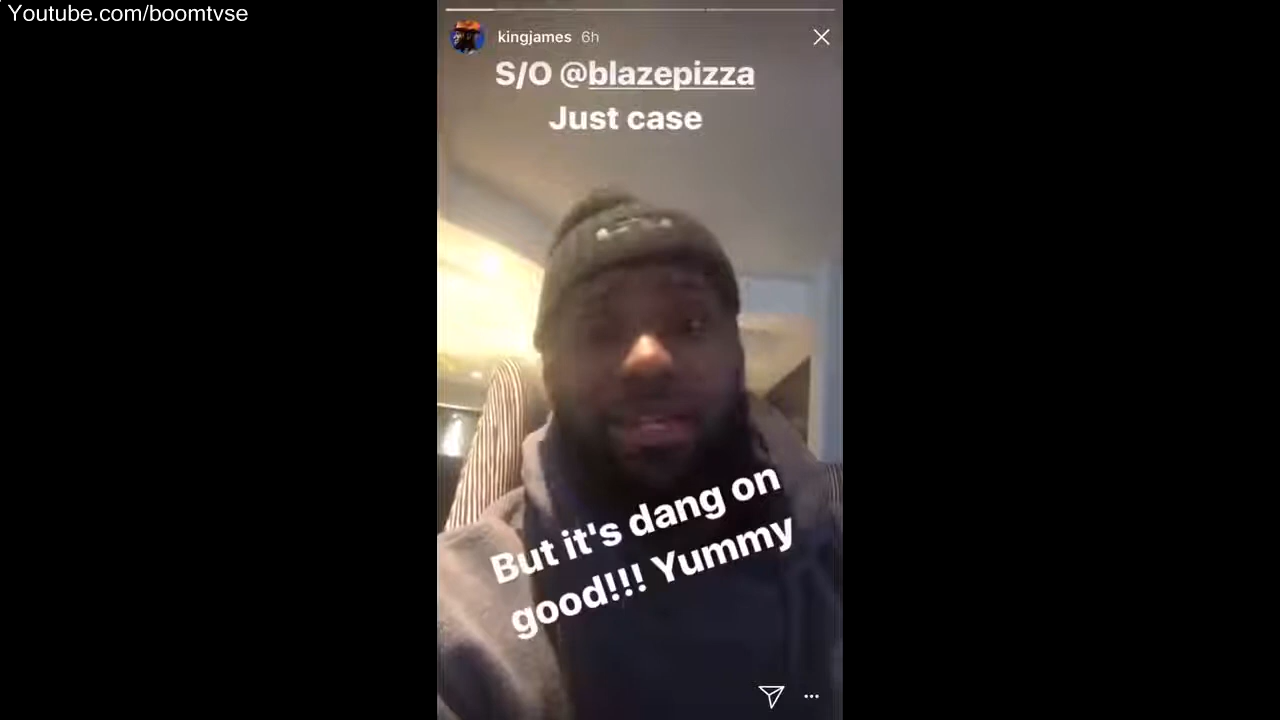 Youtube.com/boomtvse
kingjames 6h
S/O @blazepizza
Just case
But it's dang on
good!!! Yummy